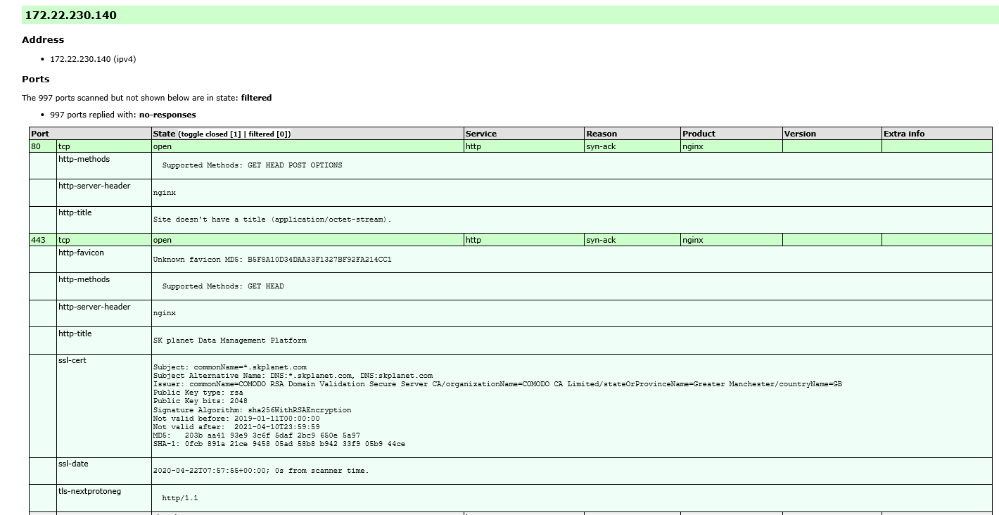 172.22.230.140
Address
172.22.230.140 (ipv4)
Ports
The 997 ports scanned but not shown below are in state: filtered
997 ports replied with: no-responses
Port State (toggle closed [1] | filtered [0]) Service Reason Product Version Extra info
80 tcp open http syn-ack nginx
http-methods
Supported Methods: GET HEAD POST OPTIONS
http-server-header
nginx
http-title
Site doesn't have a title (application/octet-stream).
443 tcp open http syn-ack nginx
http-favicon
Unknown favicon MD5: B5F8A10D34DAA33F1327BF92FA214CC1
http-methods
Supported Methods: GET HEAD
http-server-header
nginx
http-title
SK planet Data Management Platform
ssl-cert
Subject: commonName=*.skplanet.com
Subject Alternative Name: DNS:*.skplanet.com, DNS:skplanet.com
Issuer: commonName=COMODO RSA Domain Validation Secure Server CA/organizationName=COMODO CA Limited/stateOrProvinceName=Greater Manchester/countryName=GB
Public Key type: rsa
Public Key bits: 2048
Signature Algorithm: sha256WithRSAEncryption
Not valid before: 2019-01-11T00:00:00
Not valid after:  2021-04-10T23:59:59
MD5:   203b aa41 93e9 3c6f 5daf 2bc9 650e 5a97
SHA-1: 0fcb 891a 21ce 9458 05ad 58b8 b942 33f9 05b9 44ce
ssl-date
2020-04-22T07:57:55+00:00; 0s from scanner time.
tls-nextprotoneg
http/1.1